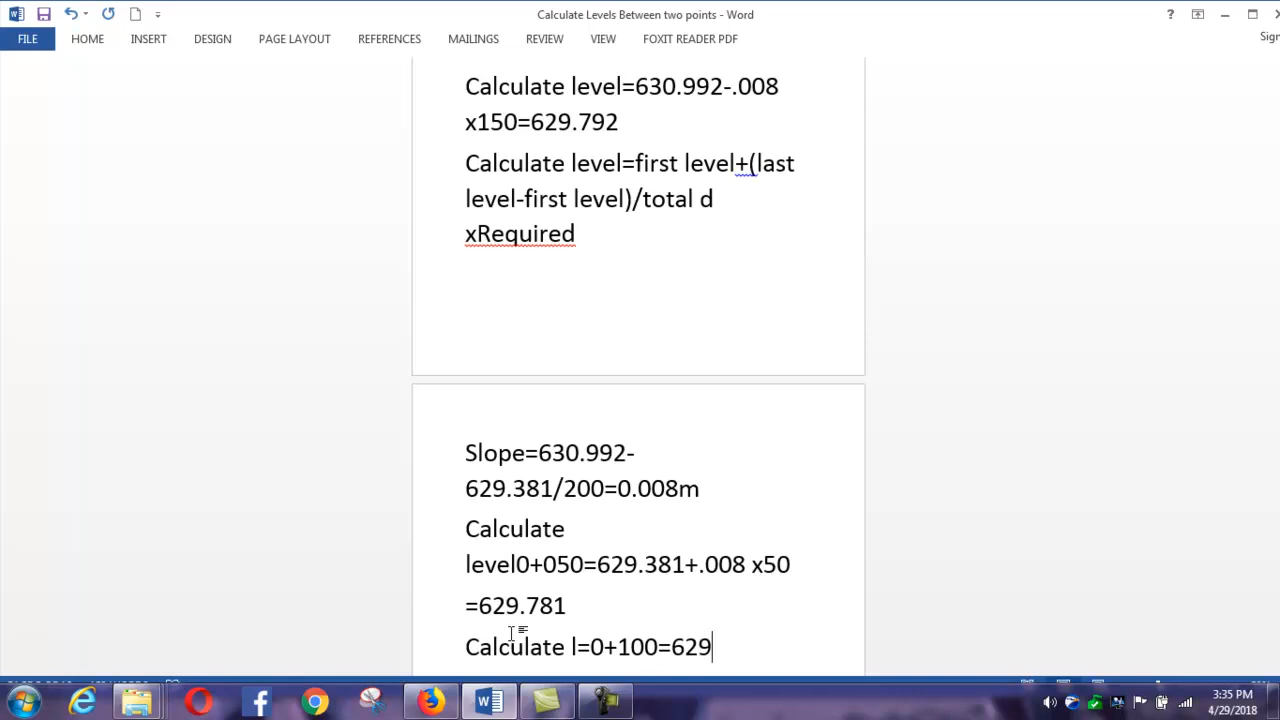 Calculate Levels Between two points - Word
?
FILE HOME INSERT DESIGN PAGE LAYOUT REFERENCES MAILINGS REVIEW VIEW FOXIT READER PDF
Sign
Calculate level=630.992-.008
x150=629.792
Calculate level=first level+(last
level-first level)/total d
xRequired
Slope=630.992-
629.381/200=0.008m
Calculate
level0+050=629.381+.008 x50
=629.781
Calculate l=0+100=629
3:35 PM
4/29/2018